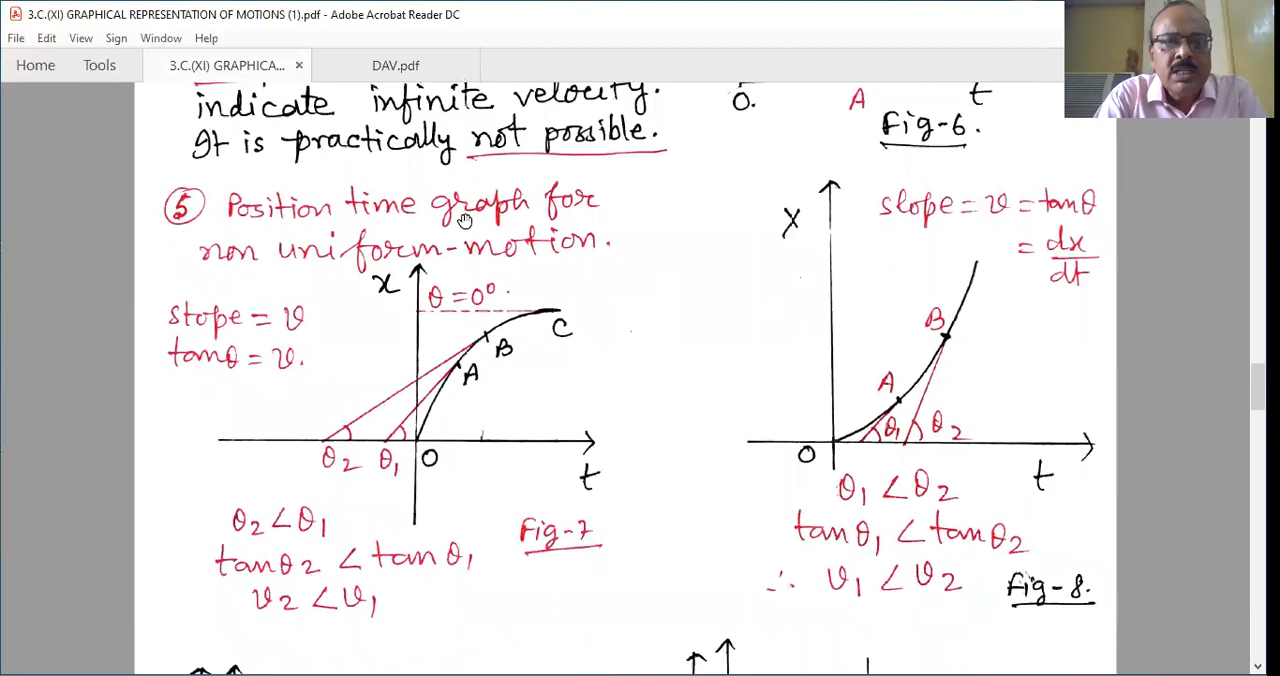 3.C.(XI) GRAPHICAL REPRESENTATION OF MOTIONS (1).pdf - Adobe Acrobat Reader DC
File Edit View Sign Window Help
Home Tools 3.C.(XI) GRAPHICA... × DAV.pdf
indicate infinite velocity.
It is practically not possible.
O. A t
Fig-6.
⑤ Position time graph for
non uniform-motion.
slope = v
tanθ = v.
x
θ = 0°.
C
B
A
θ2 θ1 O
t
θ2 < θ1
tanθ2 < tanθ1
v2 < v1
Fig-7
X
slope = v = tanθ
= dx
dt
B
A
θ1 θ2
O
t
θ1 < θ2
tanθ1 < tanθ2
∴ v1 < v2
Fig-8.